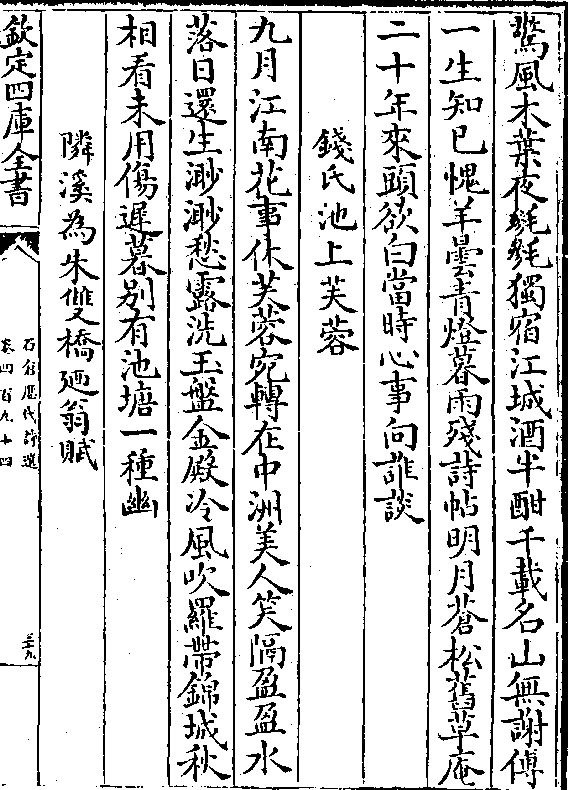 驚風木葉夜毿毿獨宿江城酒半酣千載名山無謝傅
一生知己愧羊曇青燈暮雨殘詩帖明月蒼松舊草庵
二十年來頭欲白當時心事向誰談
錢氏池上芙蓉
九月江南花事休芙蓉宛轉在中洲美人笑隔盈盈水
落日還生渺渺愁露洗玉盤金殿冷風吹羅帶錦城秋
相看未用傷遲暮别有池塘一種幽
隣溪為朱雙橋廼翁賦
欽定四庫全書
石倉歷代詩選
卷四百九十四
三九